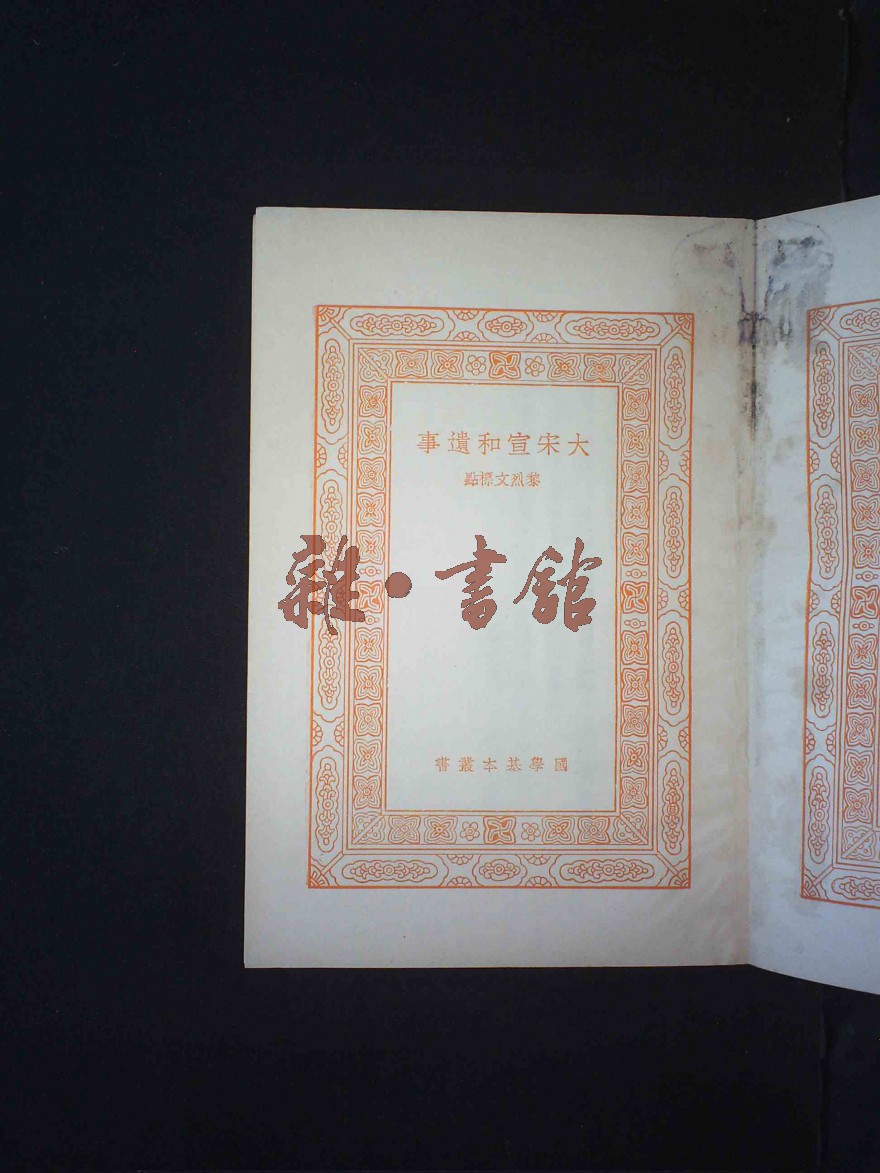 大宋宣和遺事
黎烈文標點
雜·書館
國學基本叢書